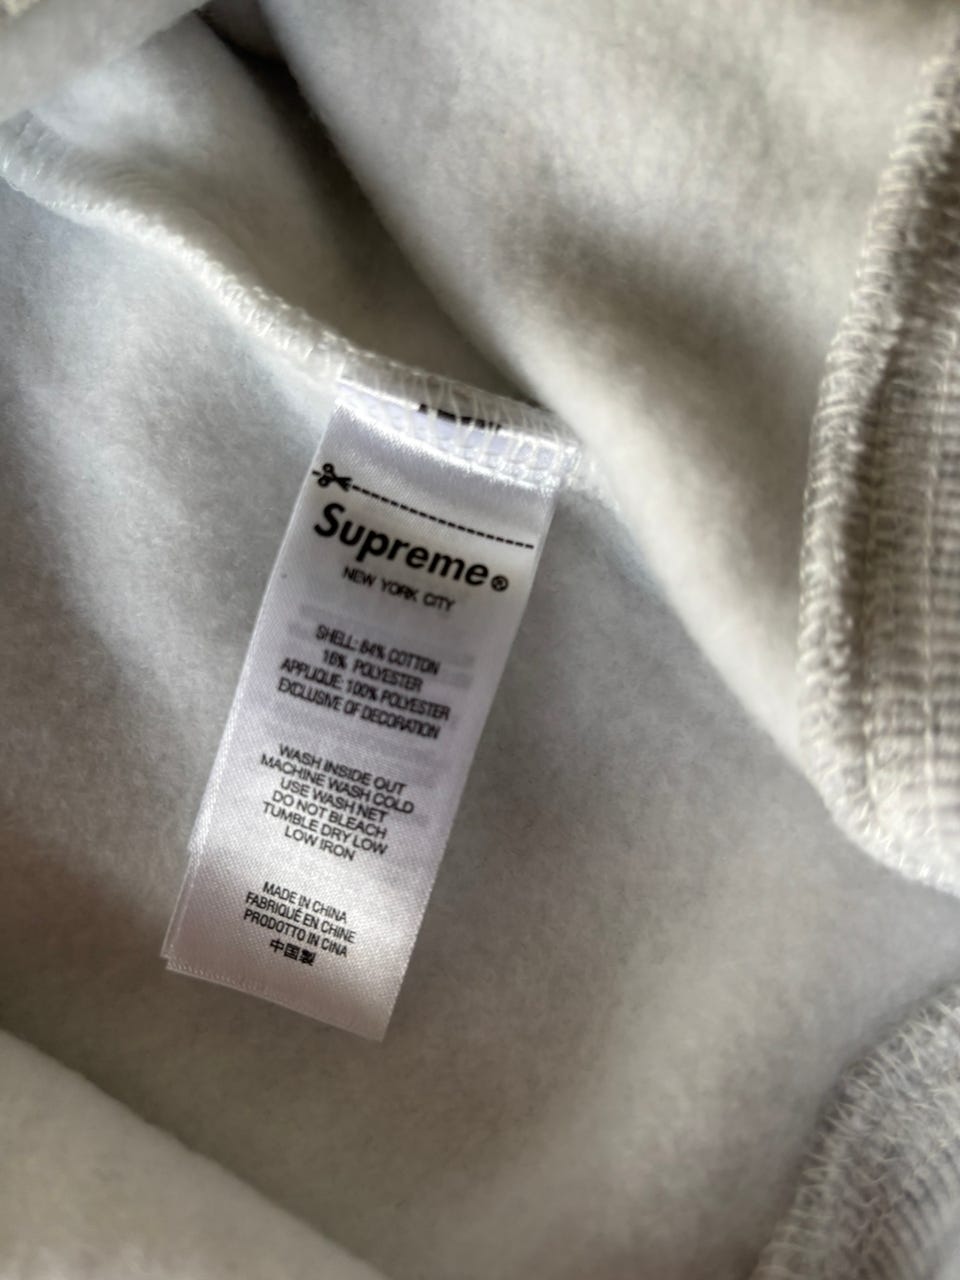 Supreme®
NEW YORK CITY
SHELL: 84% COTTON
16% POLYESTER
APPLIQUE: 100% POLYESTER
EXCLUSIVE OF DECORATION
WASH INSIDE OUT
MACHINE WASH COLD
USE WASH NET
DO NOT BLEACH
TUMBLE DRY LOW
LOW IRON
MADE IN CHINA
FABRIQUÉ EN CHINE
PRODOTTO IN CINA
中国製